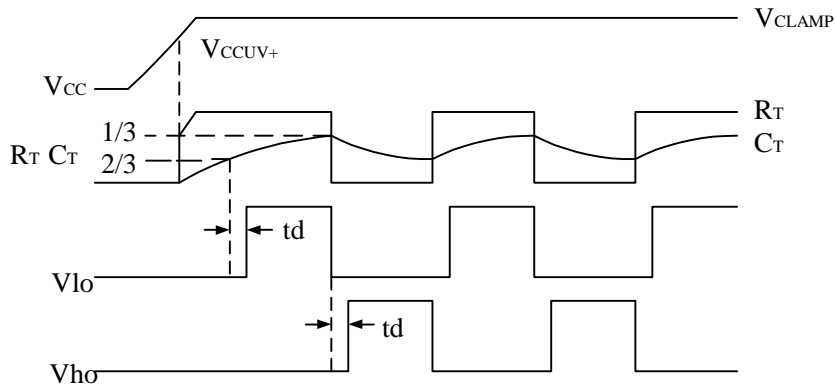 VCLAMP
VCCUV+
VCC
RT
1/3
CT
RT CT
2/3
td
Vlo
td
Vho